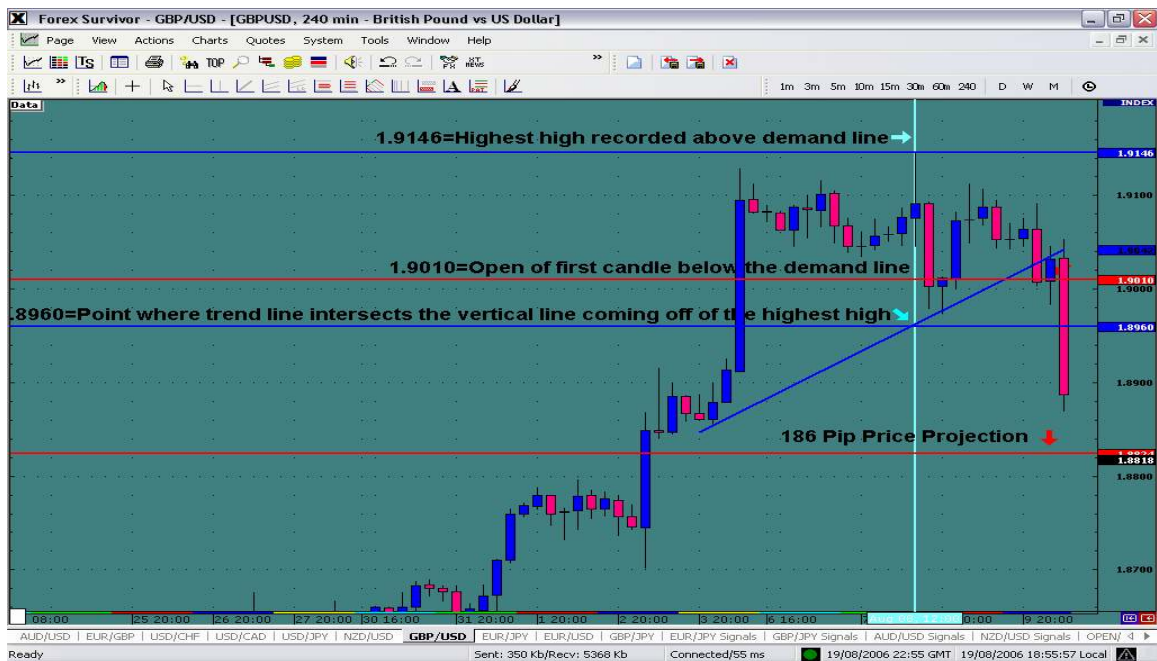 Forex Survivor - GBP/USD - [GBPUSD, 240 min - British Pound vs US Dollar]
Page View Actions Charts Quotes System Tools Window Help
TOP NEWS
1m 3m 5m 10m 15m 30m 60m 240 D W M
Data INDEX
1.9146=Highest high recorded above demand line
1.9146
1.9100
1.9010=Open of first candle below the demand line
1.9010
1.9000
.8960=Point where trend line intersects the vertical line coming off of the highest high
1.8960
1.8900
186 Pip Price Projection
1.8818
1.8800
1.8700
08:00 25 20:00 26 20:00 27 20:00 30 16:00 31 20:00 1 20:00 2 20:00 3 20:00 6 16:00 0:00 9 20:00
AUD/USD | EUR/GBP | USD/CHF | USD/CAD | USD/JPY | NZD/USD | GBP/USD | EUR/JPY | EUR/USD | GBP/JPY | EUR/JPY Signals | GBP/JPY Signals | AUD/USD Signals | NZD/USD Signals | OPEN/
Ready Sent: 350 Kb/Recv: 5368 Kb Connected/55 ms 19/08/2006 22:55 GMT 19/08/2006 18:55:57 Local